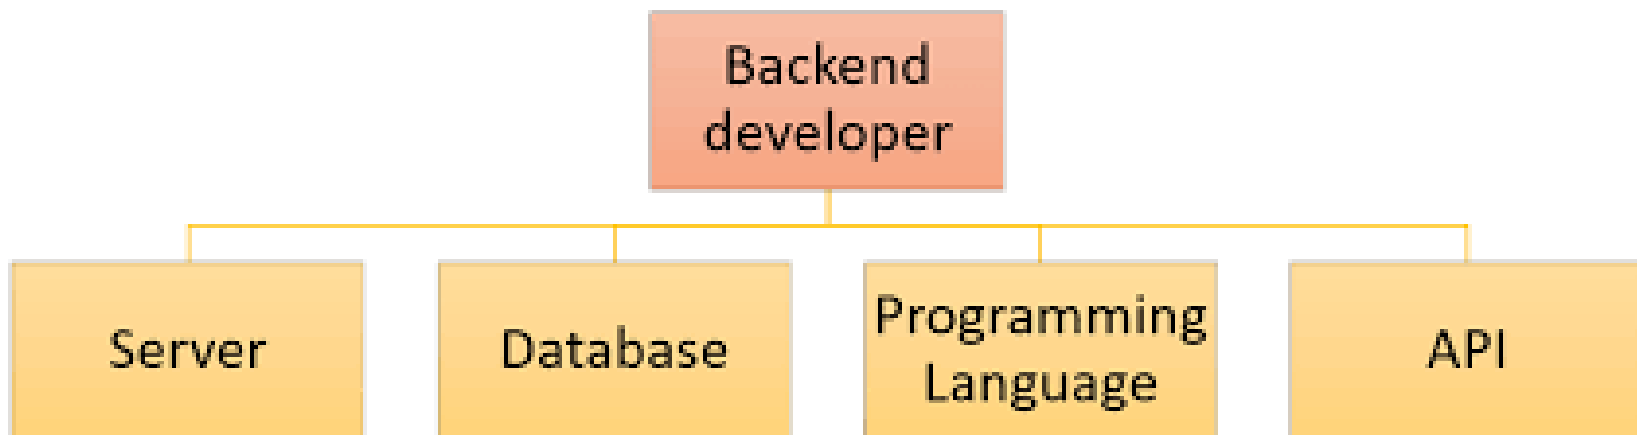 Backend
developer
Server
Database
Programming
Language
API